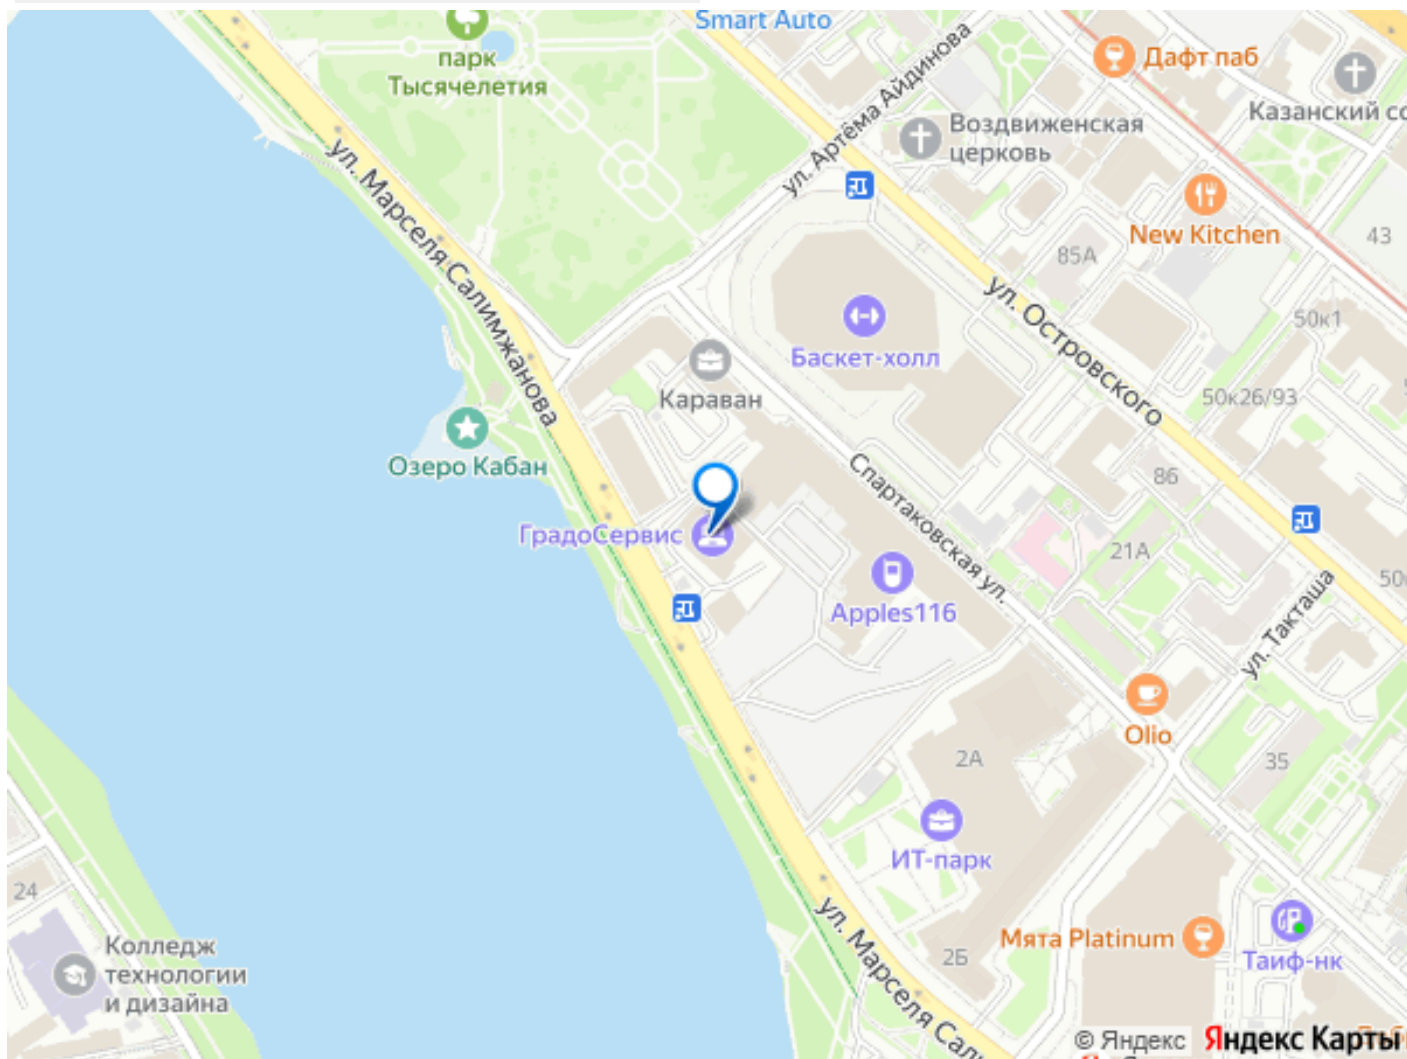 Smart Auto
парк
Тысячелетия
Дафт паб
ул. Артёма Айдинова
Воздвиженская
церковь
Казанский со
ул. Марселя Салимжанова
New Kitchen
43
85А
ул. Островского
50к1
Баскет-холл
Караван
50к26/93
Озеро Кабан
86
Спартаковская ул.
ГрадоСервис
21А
50
ул. Такташа
Apples116
Olio
2А
35
ИТ-парк
24
ул. Марселя Сали
Мята Platinum
2Б
Таиф-нк
Колледж
технологии
и дизайна
© Яндекс Яндекс Карты